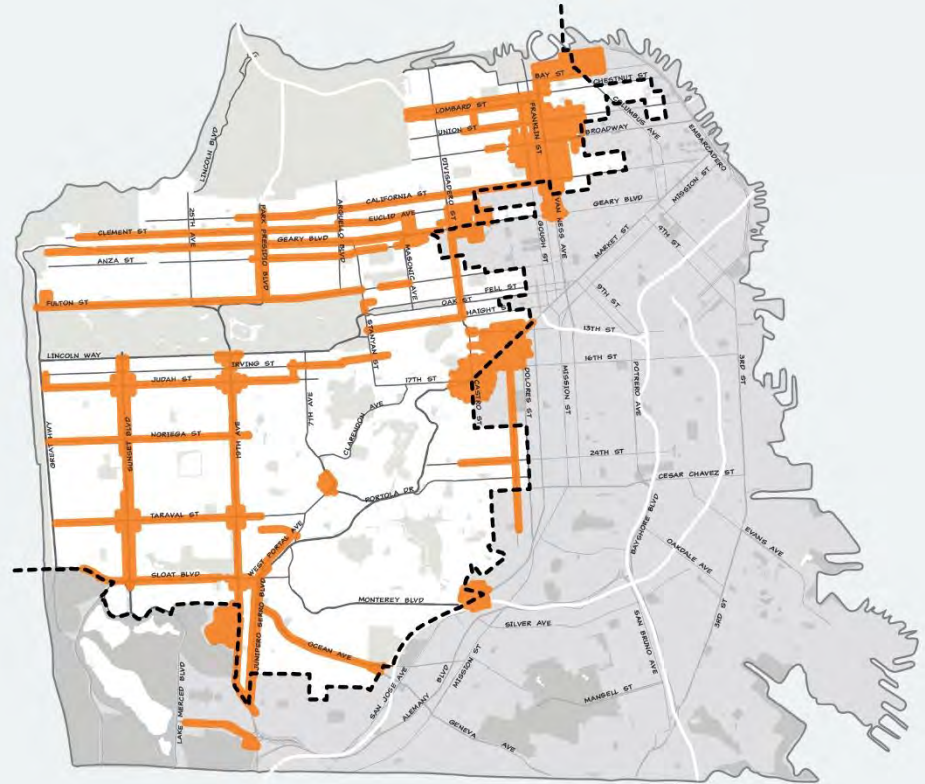 BAY ST
CHESTNUT ST
COLUMBUS AVE
LOMBARD ST
FRANKLIN ST
UNION ST
BROADWAY
EMBARCADERO
LINCOLN BLVD
DIVISADERO ST
MISSION ST
CALIFORNIA ST
25TH AVE
PARK PRESIDIO BLVD
ARGUELLO BLVD
EUCLID AVE
VAN NESS AVE
GEARY BLVD
CLEMENT ST
GEARY BLVD
GOUGH ST
4TH ST
ANZA ST
MASONIC AVE
MARKET ST
FELL ST
9TH ST
FULTON ST
OAK ST
HAIGHT ST
STANYAN ST
13TH ST
LINCOLN WAY
IRVING ST
16TH ST
3RD ST
JUDAH ST
17TH ST
CASTRO ST
DOLORES ST
MISSION ST
POTRERO AVE
7TH AVE
CLARENDON AVE
GREAT HWY
NORIEGA ST
SUNSET BLVD
19TH AVE
24TH ST
PORTOLA DR
CESAR CHAVEZ ST
TARAVAL ST
WEST PORTAL AVE
BAYSHORE BLVD
OAKDALE AVE
EVANS AVE
SLOAT BLVD
MONTEREY BLVD
JUNIPERO SERRO BLVD
SILVER AVE
3RD ST
SAN BRUNO AVE
OCEAN AVE
LAKE MERCED BLVD
SAN JOSE AVE
ALEMANY BLVD
MISSION ST
MANSELL ST
GENEVA AVE